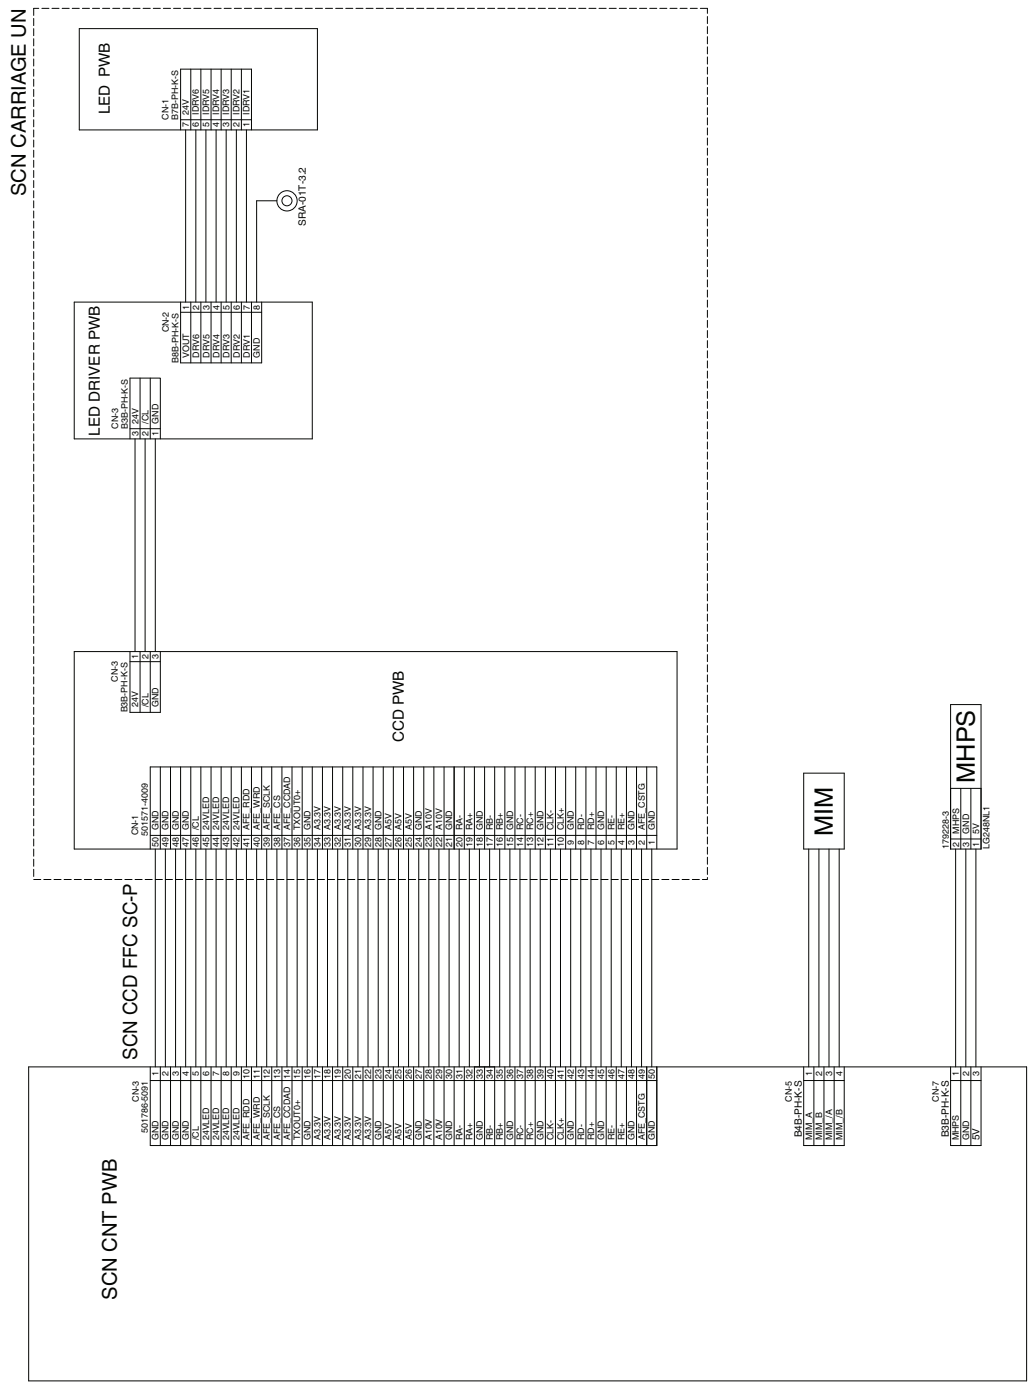 SCN CARRIAGE UN
LED PWB
CN-1
B7B-PH-K-S
7 24V
6 IDRV6
5 IDRV5
4 IDRV4
3 IDRV3
2 IDRV2
1 IDRV1
SRA-01T-3.2
LED DRIVER PWB
CN-2
B8B-PH-K-S
VOUT 1
DRV6 2
DRV5 3
DRV4 4
DRV3 5
DRV2 6
DRV1 7
GND 8
CN-3
B3B-PH-K-S
3 24V
2 /CL
1 GND
CCD PWB
CN-3
B3B-PH-K-S
24V 1
/CL 2
GND 3
CN-1
501571-4009
50 GND
49 GND
48 GND
47 GND
46 /CL
45 24VLED
44 24VLED
43 24VLED
42 24VLED
41 AFE_RDD
40 AFE_WRD
39 AFE_SCLK
38 AFE_CS
37 AFE_CCDAD
36 TXOUT0+
35 GND
34 A3.3V
33 A3.3V
32 A3.3V
31 A3.3V
30 A3.3V
29 A3.3V
28 GND
27 A5V
26 A5V
25 A5V
24 GND
23 A10V
22 A10V
21 GND
20 RA-
19 RA+
18 GND
17 RB-
16 RB+
15 GND
14 RC-
13 RC+
12 GND
11 CLK-
10 CLK+
9 GND
8 RD-
7 RD+
6 GND
5 RE-
4 RE+
3 GND
2 AFE_CSTG
1 GND
SCN CCD FFC SC-P
SCN CNT PWB
CN-3
501786-5091
GND 1
GND 2
GND 3
GND 4
/CL 5
24VLED 6
24VLED 7
24VLED 8
24VLED 9
AFE_RDD 10
AFE_WRD 11
AFE_SCLK 12
AFE_CS 13
AFE_CCDAD 14
TXOUT0+ 15
GND 16
A3.3V 17
A3.3V 18
A3.3V 19
A3.3V 20
A3.3V 21
A3.3V 22
GND 23
A5V 24
A5V 25
A5V 26
GND 27
A10V 28
A10V 29
GND 30
RA- 31
RA+ 32
GND 33
RB- 34
RB+ 35
GND 36
RC- 37
RC+ 38
GND 39
CLK- 40
CLK+ 41
GND 42
RD- 43
RD+ 44
GND 45
RE- 46
RE+ 47
GND 48
AFE_CSTG 49
GND 50
MIM
CN-5
B4B-PH-K-S
MIM_A 1
MIM_B 2
MIM_/A 3
MIM_/B 4
MHPS
179228-3
2 MHPS
3 GND
1 5V
LG248NL1
CN-7
B3B-PH-K-S
MHPS 1
GND 2
5V 3